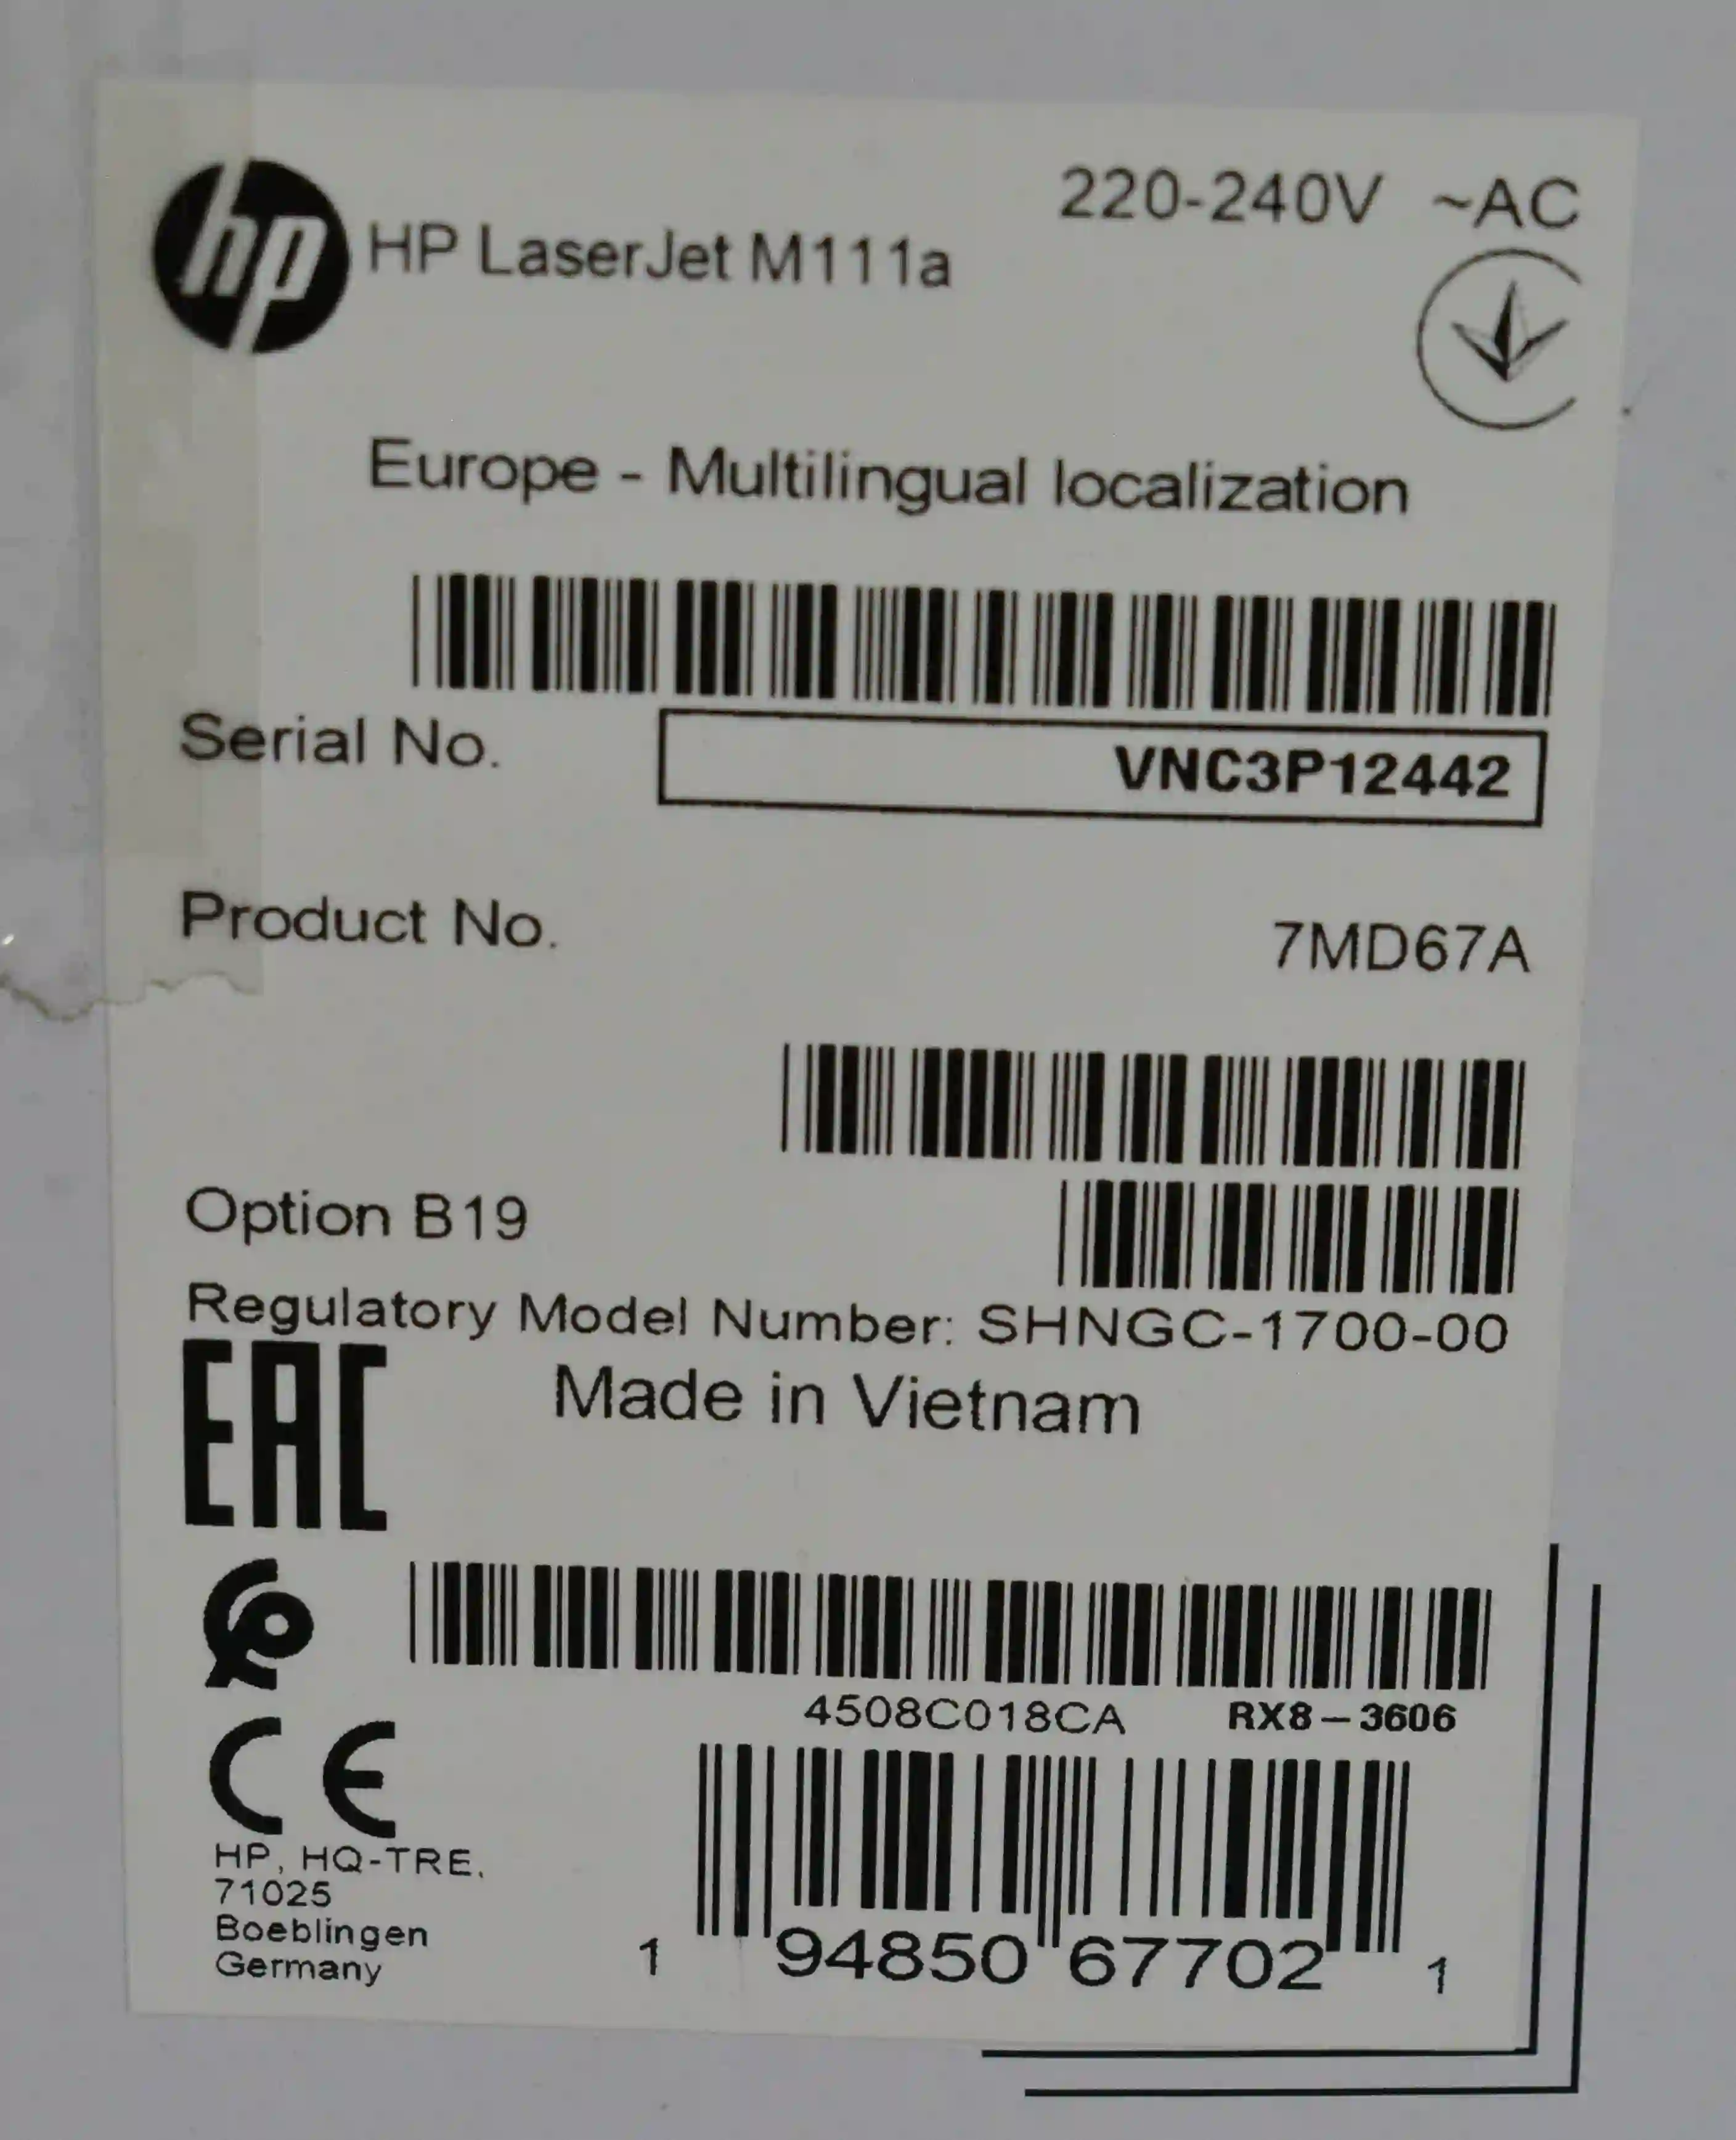 hp
HP LaserJet M111a
220-240V ~AC
Europe - Multilingual localization
Serial No.
VNC3P12442
Product No.
7MD67A
Option B19
Regulatory Model Number: SHNGC-1700-00
EAC
Made in Vietnam
4508C018CA RX8-3606
CE
HP, HQ-TRE,
71025
Boeblingen
Germany
1 94850 67702 1